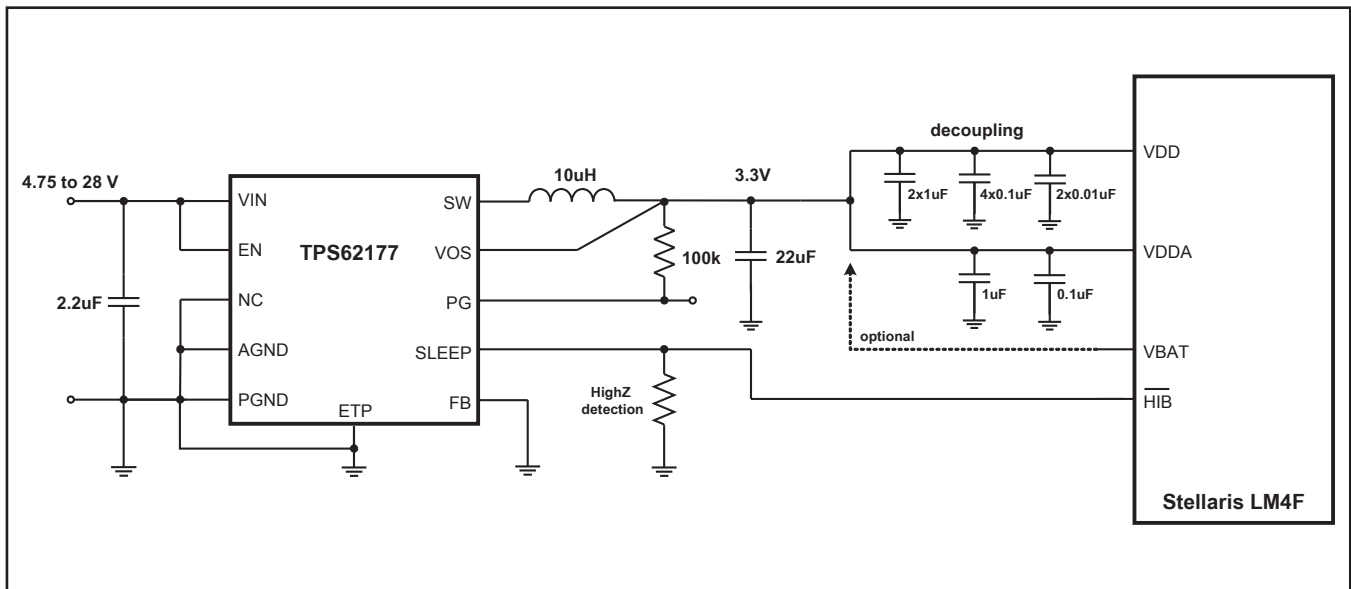 4.75 to 28 V
2.2uF
VIN
EN
NC
AGND
PGND
TPS62177
ETP
SW
VOS
PG
SLEEP
FB
10uH
100k
3.3V
22uF
HighZ
detection
decoupling
2x1uF
4x0.1uF
2x0.01uF
1uF
0.1uF
optional
VDD
VDDA
VBAT
HIB
Stellaris LM4F